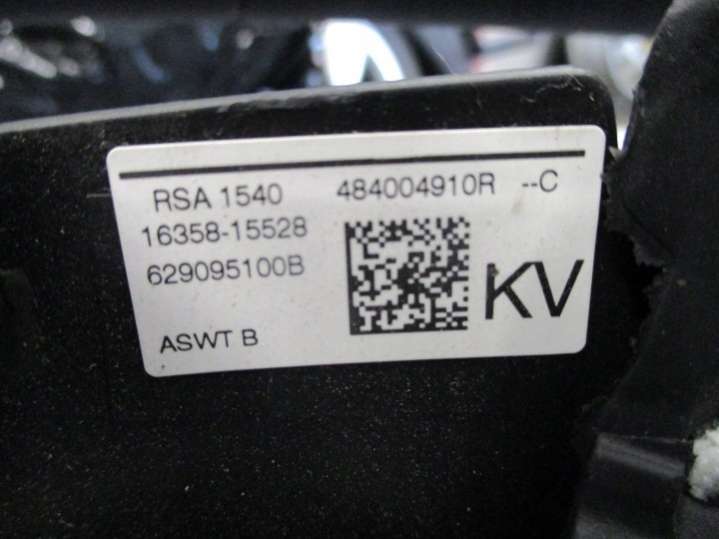 RSA 1540 484004910R --C
16358-15528
629095100B
KV
ASWT B